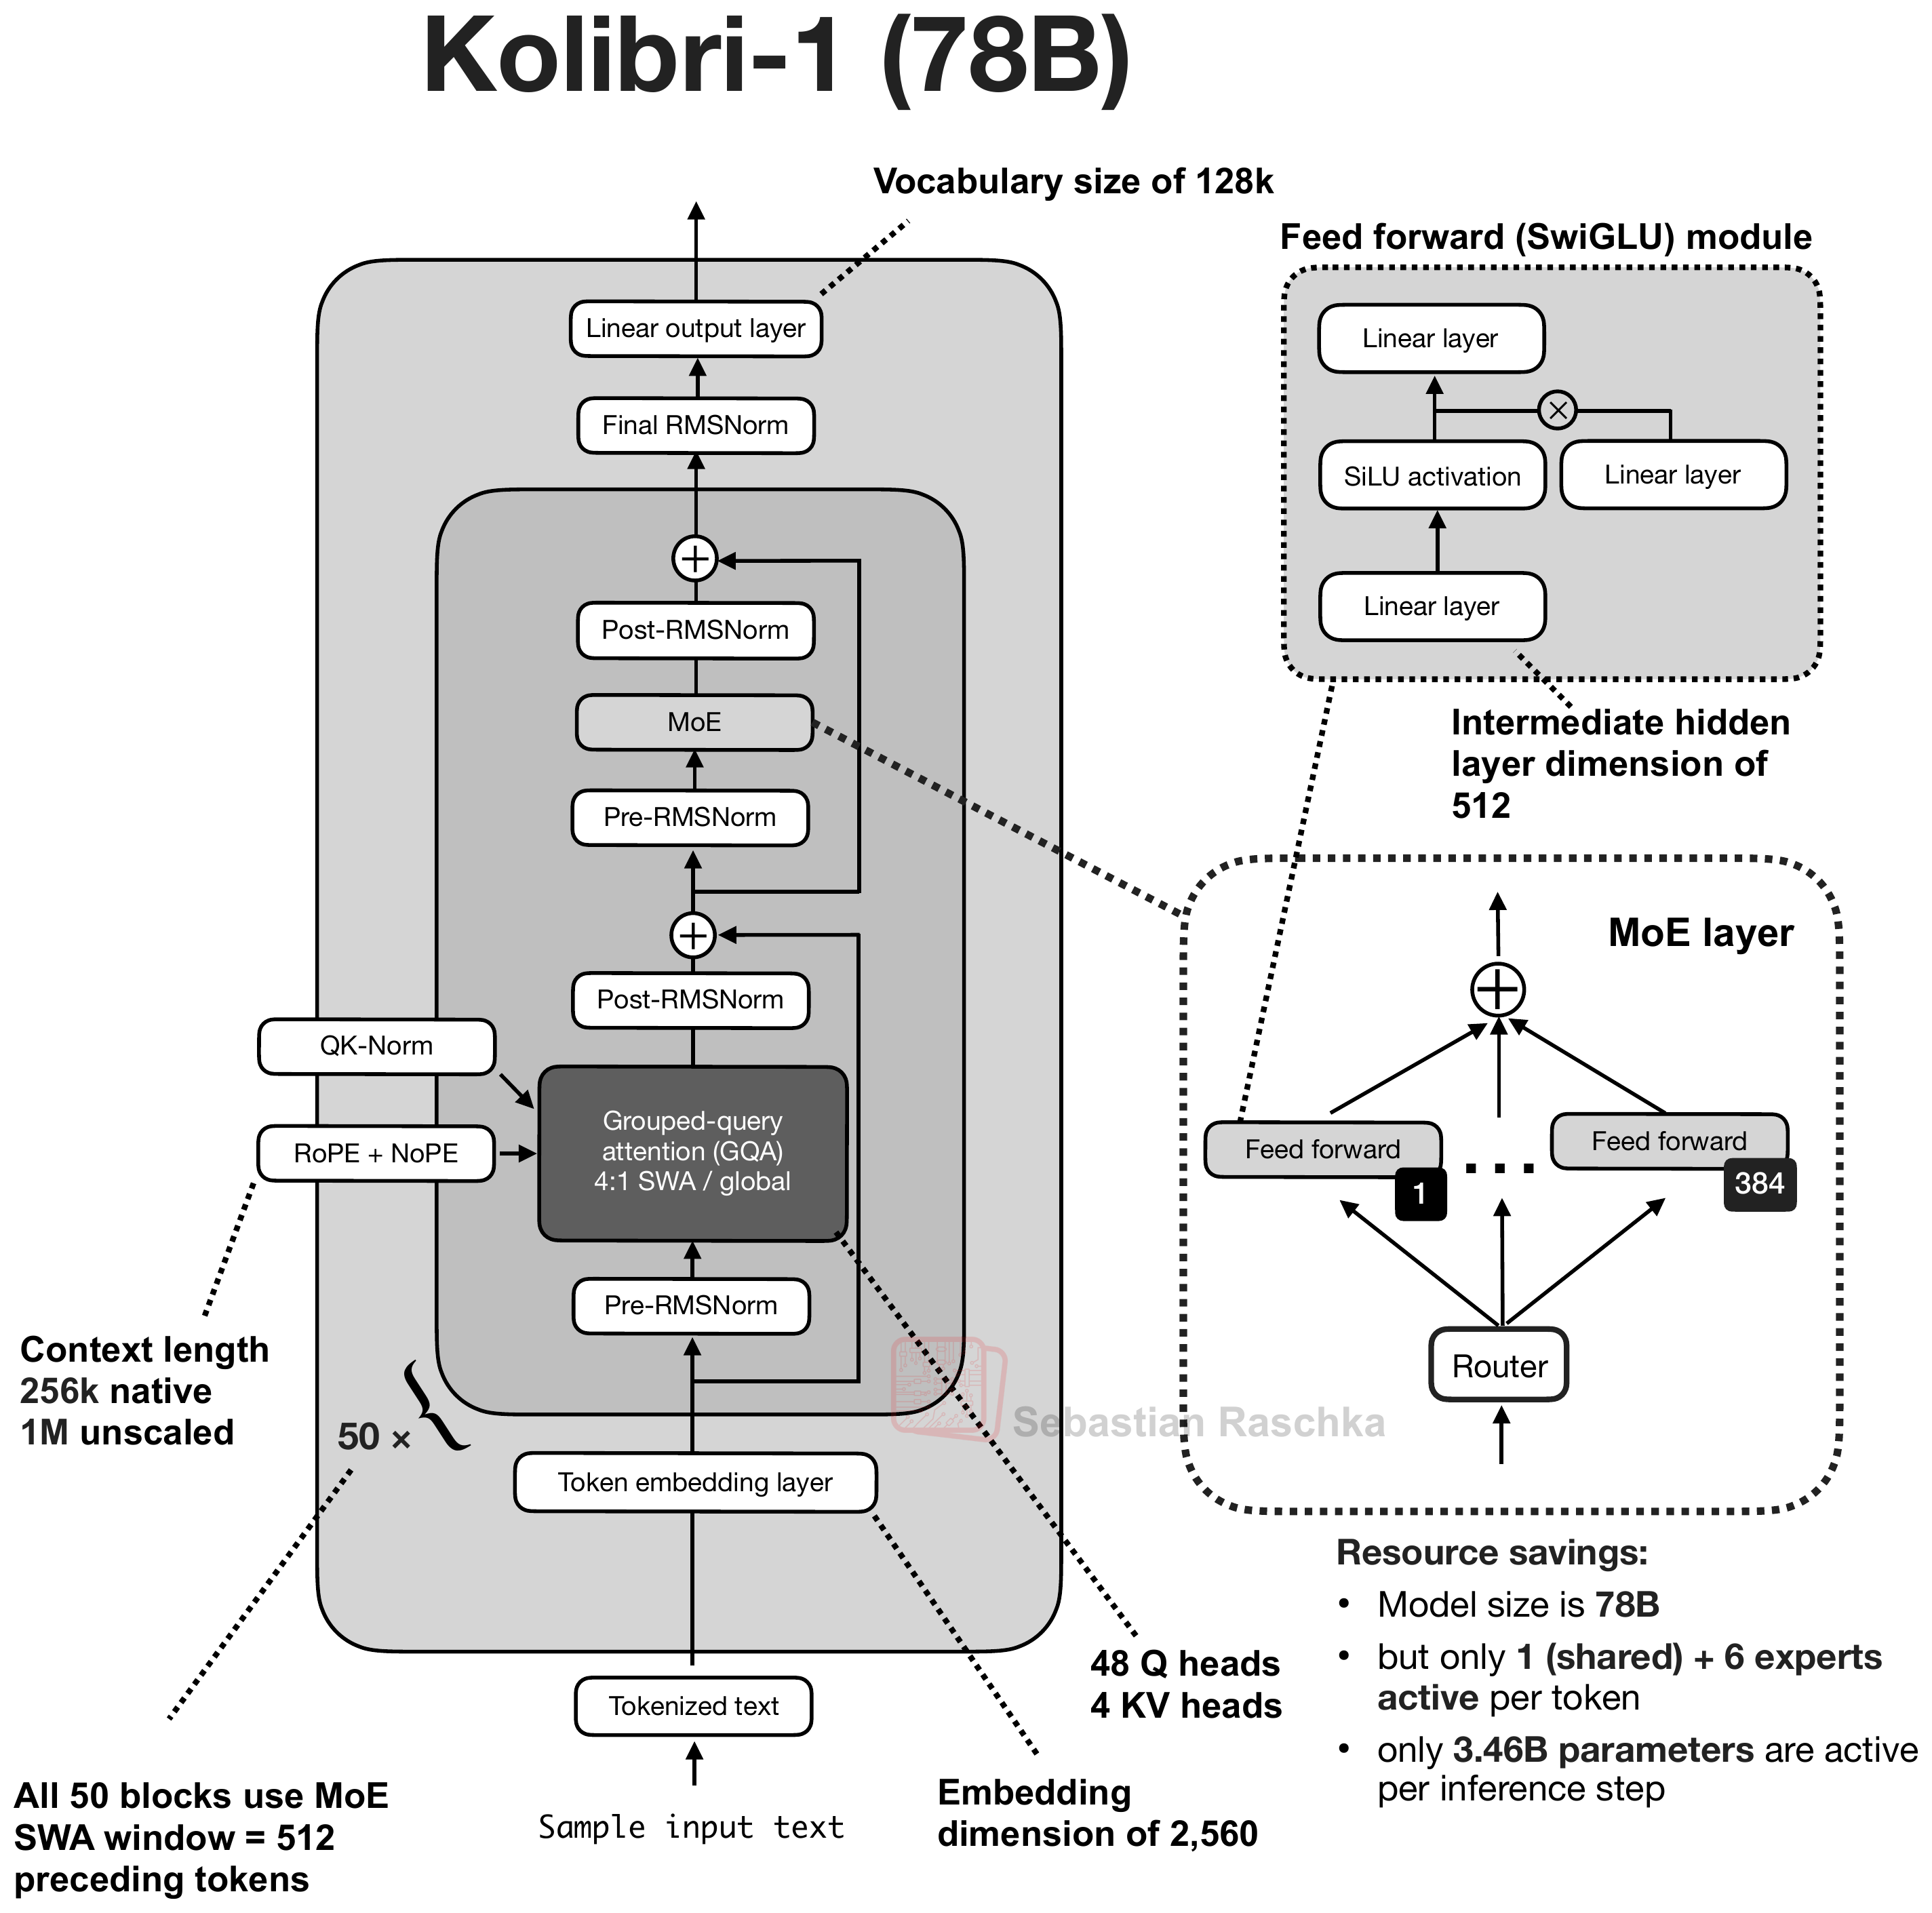 Kolibri-1 (78B)
Vocabulary size of 128k
Linear output layer
Final RMSNorm
Post-RMSNorm
MoE
Pre-RMSNorm
Post-RMSNorm
QK-Norm
RoPE + NoPE
Grouped-query
attention (GQA)
4:1 SWA / global
Pre-RMSNorm
Context length
256k native
1M unscaled
50 ×
Token embedding layer
Tokenized text
Sample input text
All 50 blocks use MoE
SWA window = 512
preceding tokens
Embedding
dimension of 2,560
48 Q heads
4 KV heads
Sebastian Raschka
Feed forward (SwiGLU) module
Linear layer
SiLU activation
Linear layer
Linear layer
Intermediate hidden
layer dimension of
512
MoE layer
Feed forward
1
...
Feed forward
384
Router
Resource savings:
• Model size is 78B
• but only 1 (shared) + 6 experts
active per token
• only 3.46B parameters are active
per inference step